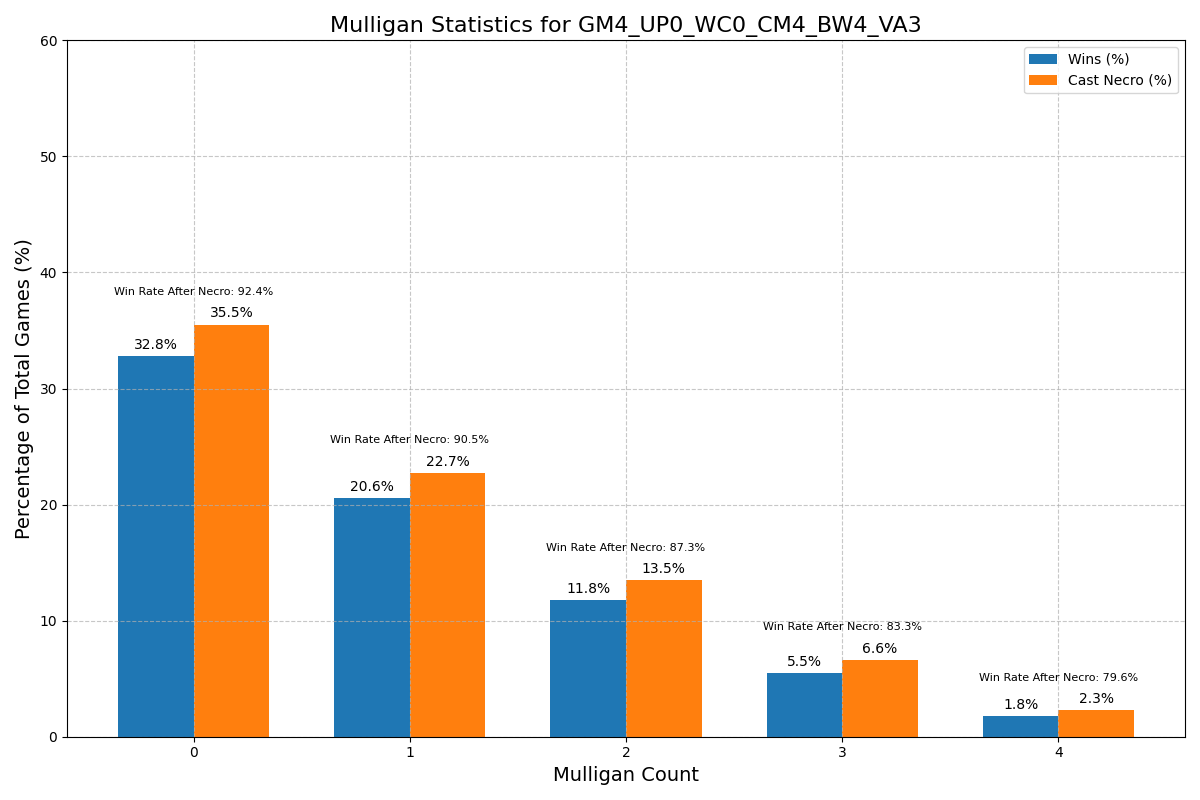 Mulligan Statistics for GM4_UP0_WC0_CM4_BW4_VA3
Wins (%)
Cast Necro (%)
Percentage of Total Games (%)
60
50
40
30
20
10
0
Win Rate After Necro: 92.4%
32.8%
35.5%
Win Rate After Necro: 90.5%
20.6%
22.7%
Win Rate After Necro: 87.3%
11.8%
13.5%
Win Rate After Necro: 83.3%
5.5%
6.6%
Win Rate After Necro: 79.6%
1.8%
2.3%
0
1
2
3
4
Mulligan Count